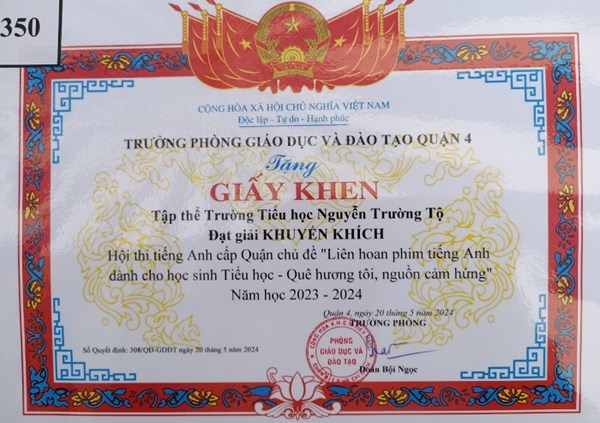 350
CỘNG HÒA XÃ HỘI CHỦ NGHĨA VIỆT NAM
Độc lập - Tự do - Hạnh phúc
TRƯỞNG PHÒNG GIÁO DỤC VÀ ĐÀO TẠO QUẬN 4
Tặng
GIẤY KHEN
Tập thể Trường Tiểu học Nguyễn Trường Tộ
Đạt giải KHUYẾN KHÍCH
Hội thi tiếng Anh cấp Quận chủ đề "Liên hoan phim tiếng Anh
dành cho học sinh Tiểu học - Quê hương tôi, nguồn cảm hứng"
Năm học 2023 - 2024
Quận 4, ngày 20 tháng 5 năm 2024
TRƯỞNG PHÒNG
Số Quyết định: 308/QĐ-GDĐT ngày 20 tháng 5 năm 2024
PHÒNG
GIÁO DỤC VÀ
ĐÀO TẠO
Đoàn Bội Ngọc